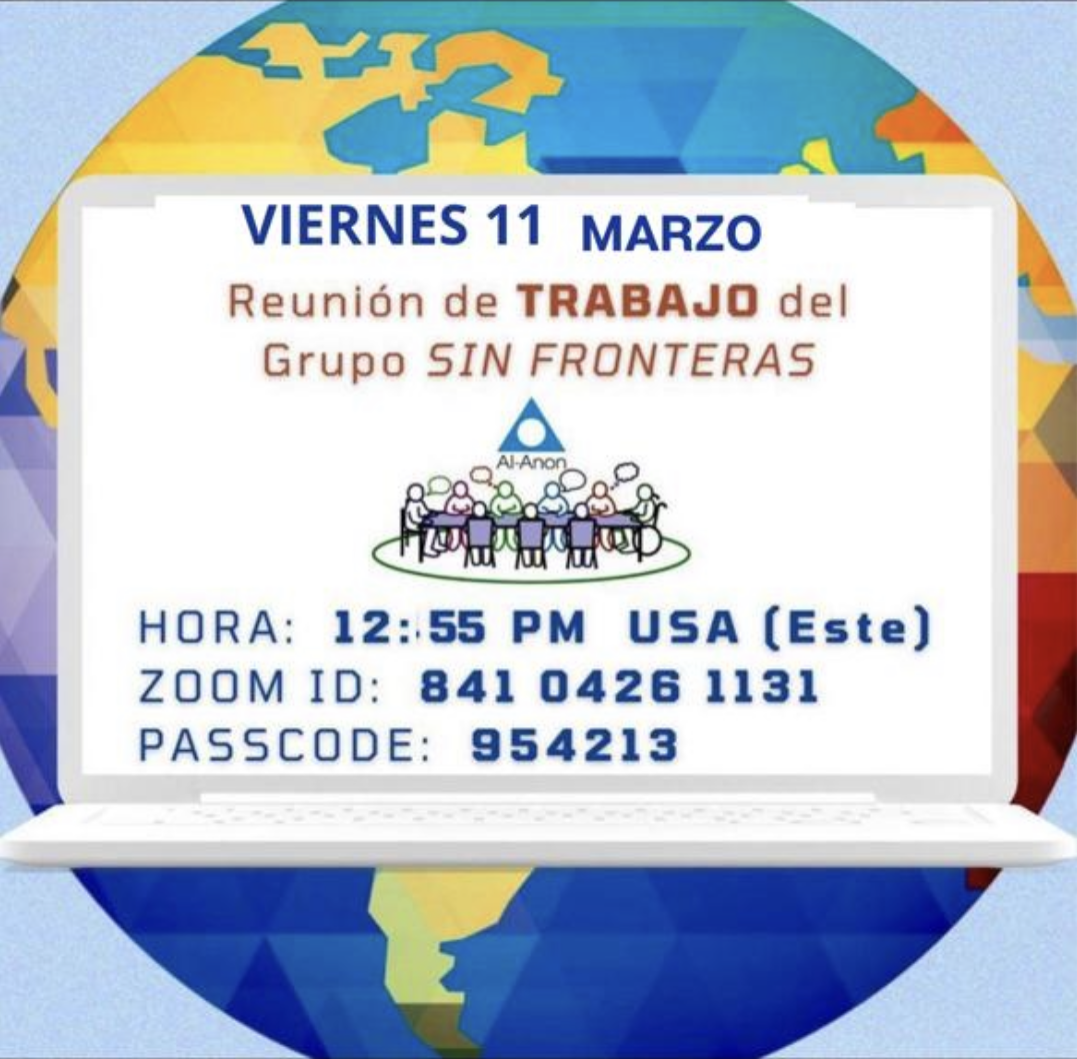 VIERNES 11 MARZO
Reunión de TRABAJO del
Grupo SIN FRONTERAS
Al-Anon
HORA: 12:55 PM USA (Este)
ZOOM ID: 841 0426 1131
PASSCODE: 954213